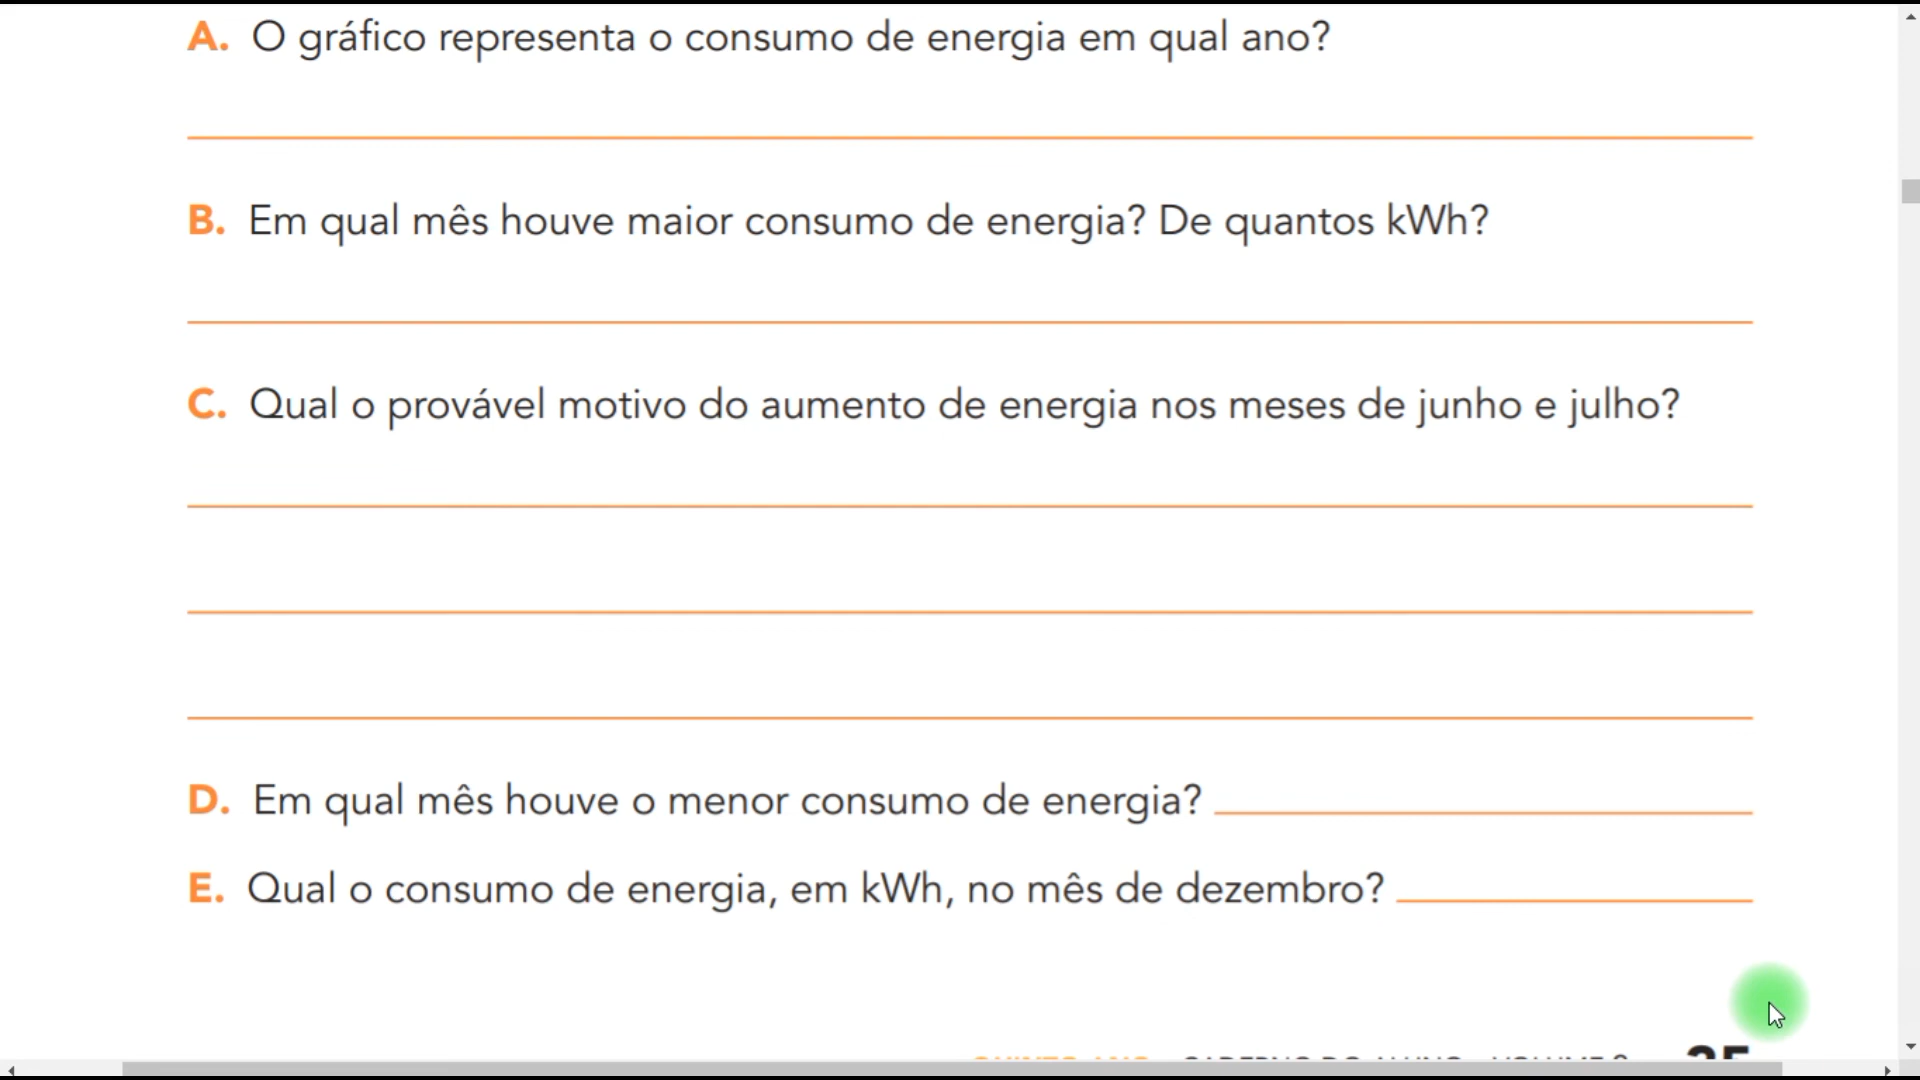 A. O gráfico representa o consumo de energia em qual ano?
B. Em qual mês houve maior consumo de energia? De quantos kWh?
C. Qual o provável motivo do aumento de energia nos meses de junho e julho?
D. Em qual mês houve o menor consumo de energia?
E. Qual o consumo de energia, em kWh, no mês de dezembro?